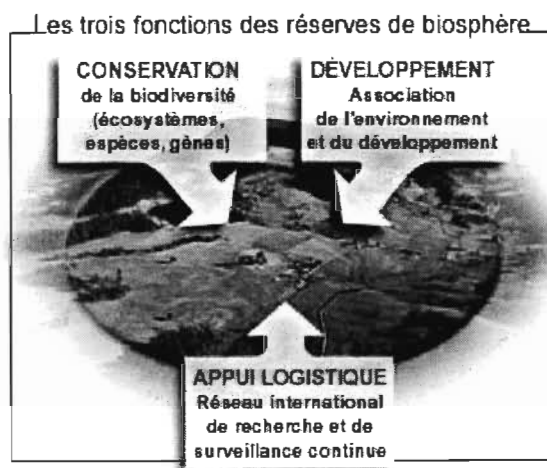 Les trois fonctions des réserves de biosphère
CONSERVATION
de la biodiversité
(écosystèmes,
espèces, gènes)
DÉVELOPPEMENT
Association
de l'environnement
et du développement
APPUI LOGISTIQUE
Réseau international
de recherche et de
surveillance continue